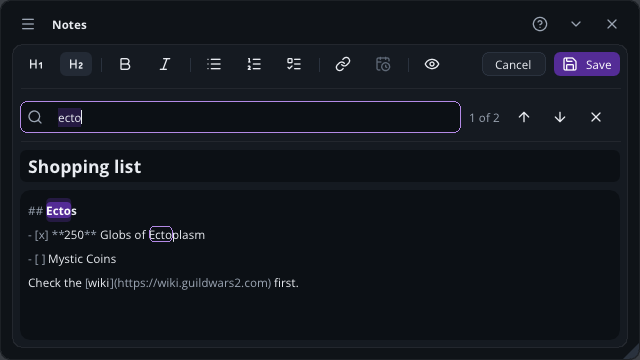 Notes
H1 H2 B I Cancel Save
ecto 1 of 2
Shopping list
## Ectos
- [x] **250** Globs of Ectoplasm
- [ ] Mystic Coins
Check the [wiki](https://wiki.guildwars2.com) first.